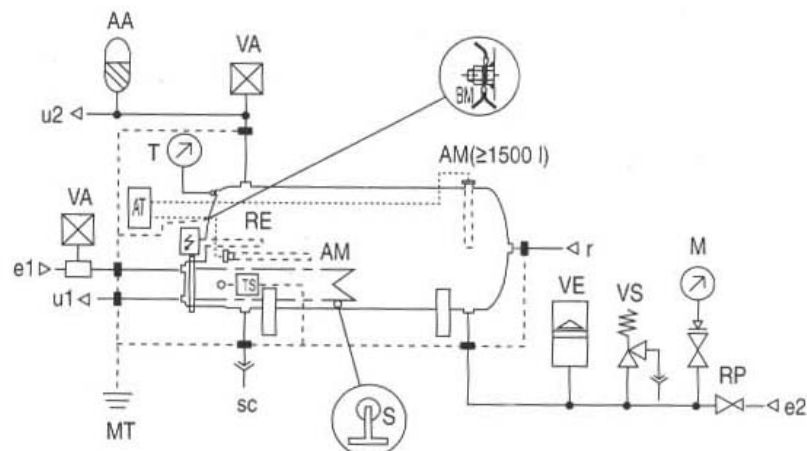 AA
VA
u2
T
BM
AM(≥1500 l)
VA
AT
RE
AM
e1
r
M
u1
TS
VE
VS
RP
MT
sc
S
e2